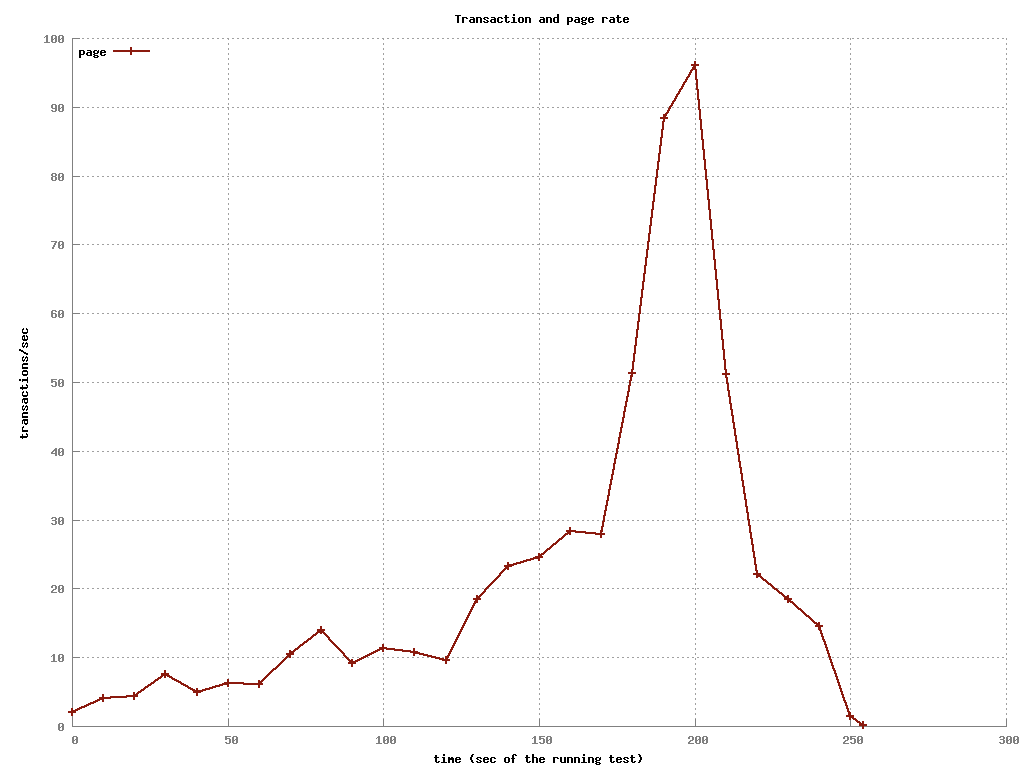 Transaction and page rate
page
100
90
80
70
60
50
40
30
20
10
0
transactions/sec
0 50 100 150 200 250 300
time (sec of the running test)